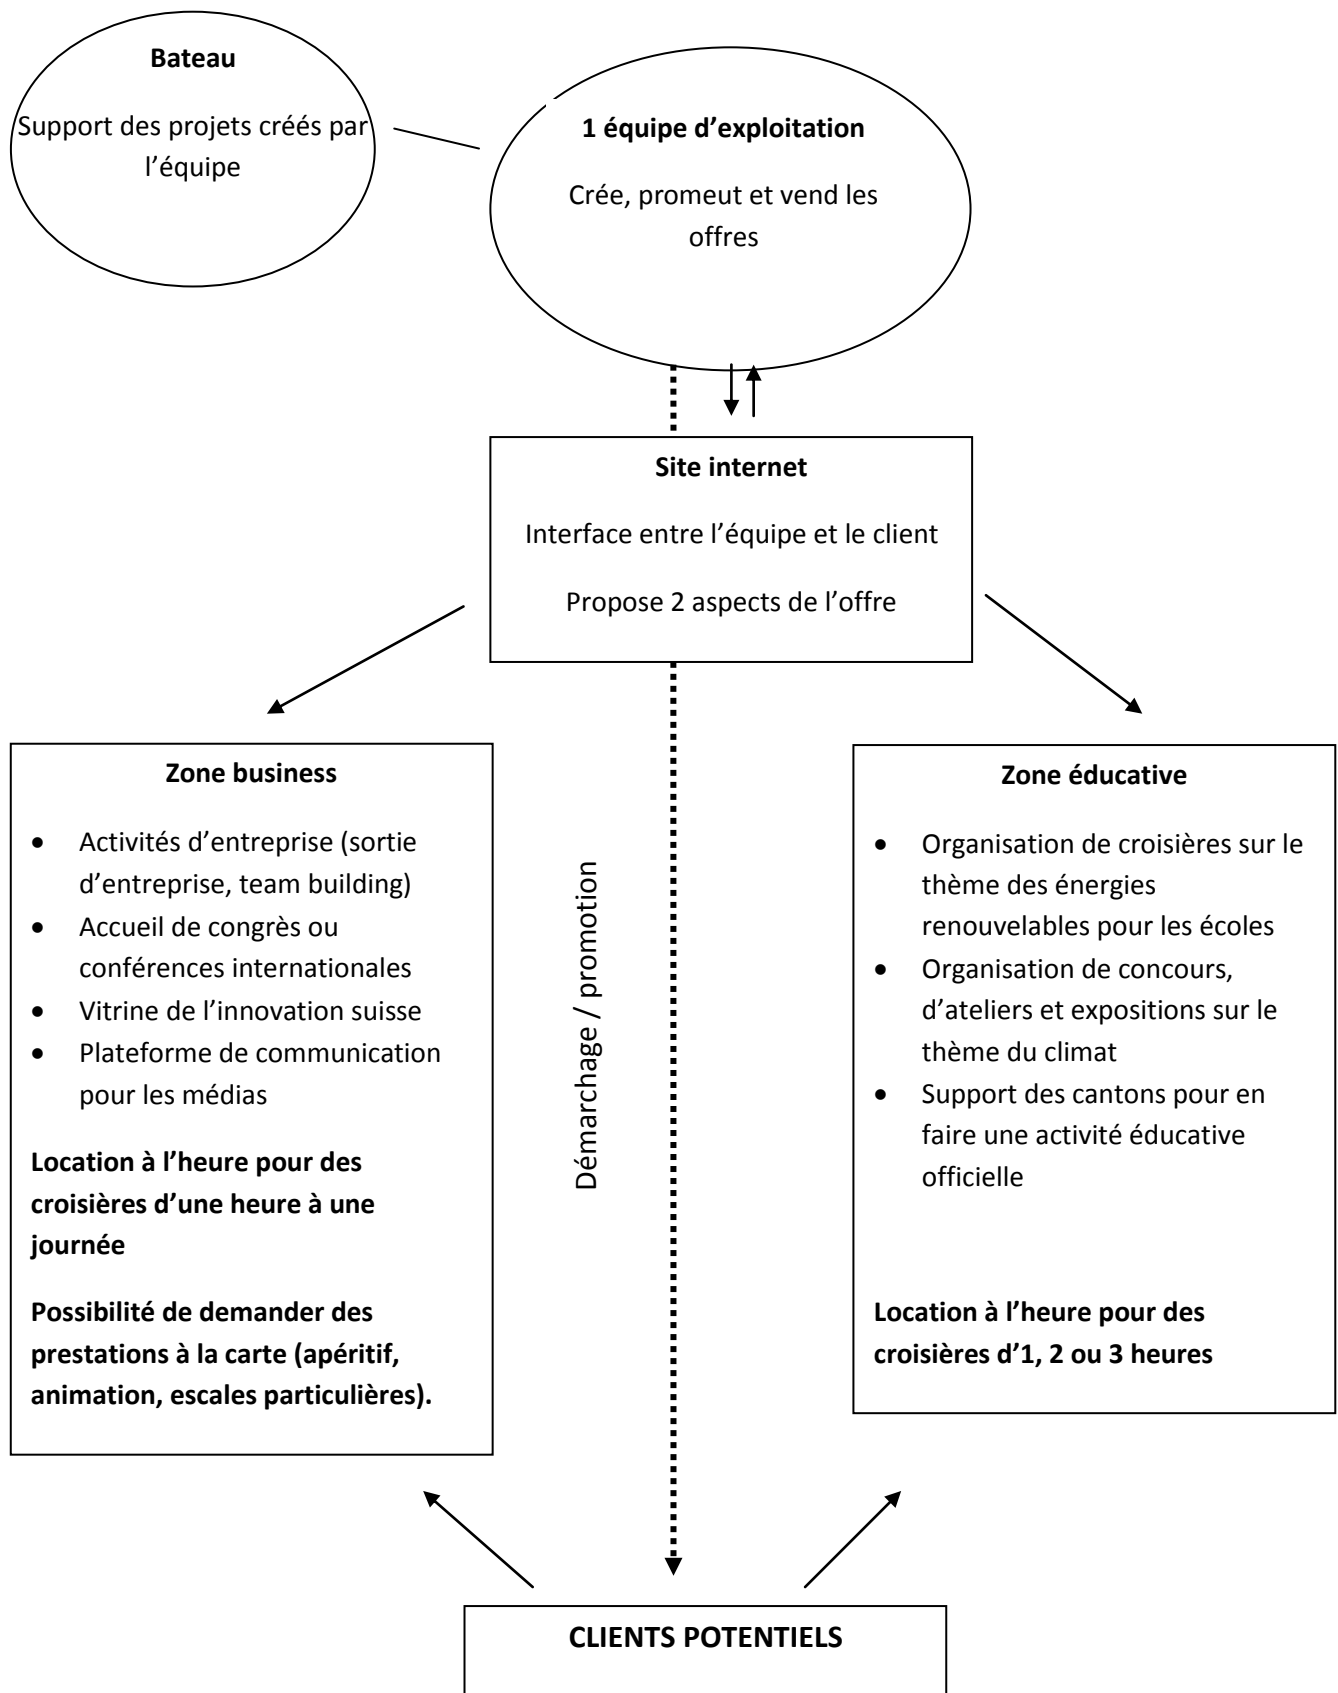 Bateau
Support des projets créés par
l’équipe
1 équipe d’exploitation
Crée, promeut et vend les
offres
Site internet
Interface entre l’équipe et le client
Propose 2 aspects de l’offre
Zone business
• Activités d’entreprise (sortie
d’entreprise, team building)
• Accueil de congrès ou
conférences internationales
• Vitrine de l’innovation suisse
• Plateforme de communication
pour les médias
Location à l’heure pour des
croisières d’une heure à une
journée
Possibilité de demander des
prestations à la carte (apéritif,
animation, escales particulières).
Démarchage / promotion
Zone éducative
• Organisation de croisières sur le
thème des énergies
renouvelables pour les écoles
• Organisation de concours,
d’ateliers et expositions sur le
thème du climat
• Support des cantons pour en
faire une activité éducative
officielle
Location à l’heure pour des
croisières d’1, 2 ou 3 heures
CLIENTS POTENTIELS